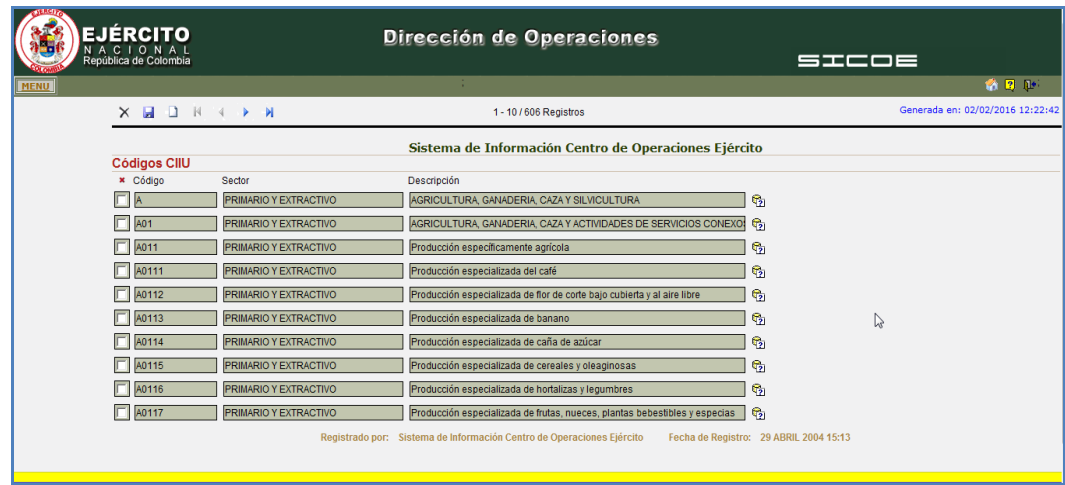 EJÉRCITO
COLOMBIA
EJÉRCITO
NACIONAL
República de Colombia
Dirección de Operaciones
SICOE
MENU
1 - 10 / 606 Registros
Generada en: 02/02/2016 12:22:42
Sistema de Información Centro de Operaciones Ejército
Códigos CIIU
Código Sector Descripción
A PRIMARIO Y EXTRACTIVO AGRICULTURA, GANADERIA, CAZA Y SILVICULTURA
A01 PRIMARIO Y EXTRACTIVO AGRICULTURA, GANADERIA, CAZA Y ACTIVIDADES DE SERVICIOS CONEXO
A011 PRIMARIO Y EXTRACTIVO Producción específicamente agrícola
A0111 PRIMARIO Y EXTRACTIVO Producción especializada del café
A0112 PRIMARIO Y EXTRACTIVO Producción especializada de flor de corte bajo cubierta y al aire libre
A0113 PRIMARIO Y EXTRACTIVO Producción especializada de banano
A0114 PRIMARIO Y EXTRACTIVO Producción especializada de caña de azúcar
A0115 PRIMARIO Y EXTRACTIVO Producción especializada de cereales y oleaginosas
A0116 PRIMARIO Y EXTRACTIVO Producción especializada de hortalizas y legumbres
A0117 PRIMARIO Y EXTRACTIVO Producción especializada de frutas, nueces, plantas bebestibles y especias
Registrado por: Sistema de Información Centro de Operaciones Ejército Fecha de Registro: 29 ABRIL 2004 15:13